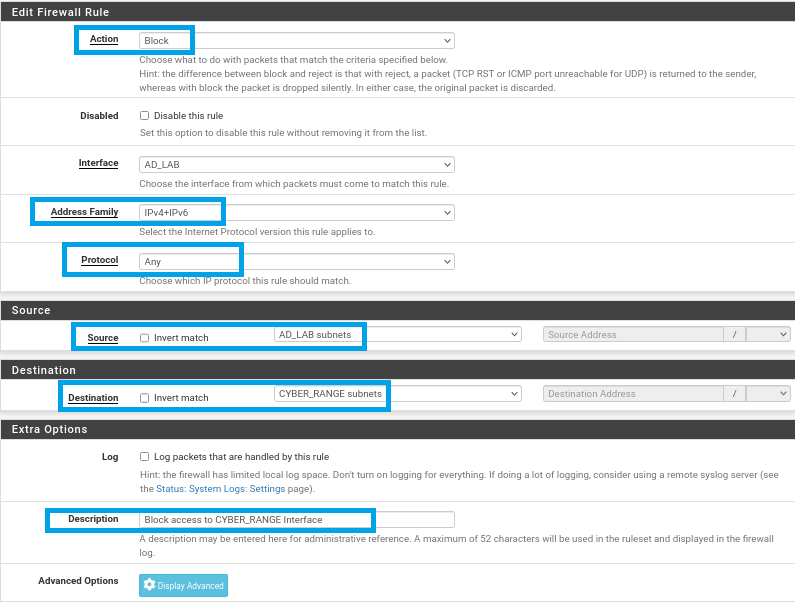 Edit Firewall Rule
Action Block
Choose what to do with packets that match the criteria specified below.
Hint: the difference between block and reject is that with reject, a packet (TCP RST or ICMP port unreachable for UDP) is returned to the sender,
whereas with block the packet is dropped silently. In either case, the original packet is discarded.
Disabled Disable this rule
Set this option to disable this rule without removing it from the list.
Interface AD_LAB
Choose the interface from which packets must come to match this rule.
Address Family IPv4+IPv6
Select the Internet Protocol version this rule applies to.
Protocol Any
Choose which IP protocol this rule should match.
Source
Source Invert match AD_LAB subnets Source Address /
Destination
Destination Invert match CYBER_RANGE subnets Destination Address /
Extra Options
Log Log packets that are handled by this rule
Hint: the firewall has limited local log space. Don't turn on logging for everything. If doing a lot of logging, consider using a remote syslog server (see
the Status: System Logs: Settings page).
Description Block access to CYBER_RANGE Interface
A description may be entered here for administrative reference. A maximum of 52 characters will be used in the ruleset and displayed in the firewall
log.
Advanced Options Display Advanced